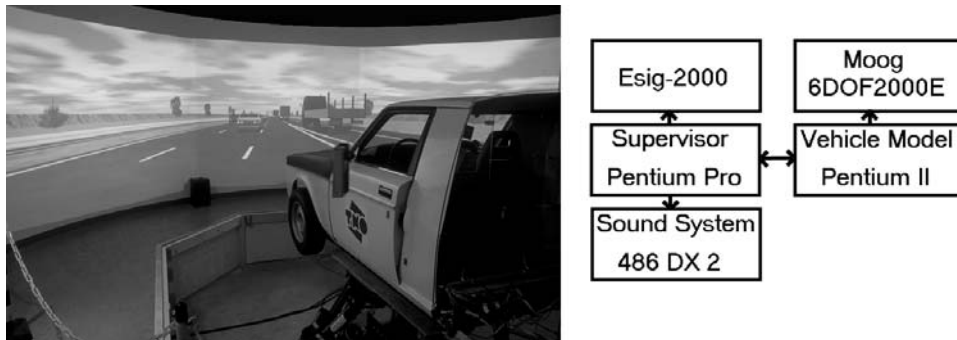 TNO
Esig-2000
Moog
6DOF2000E
Supervisor
Pentium Pro
Vehicle Model
Pentium II
Sound System
486 DX 2